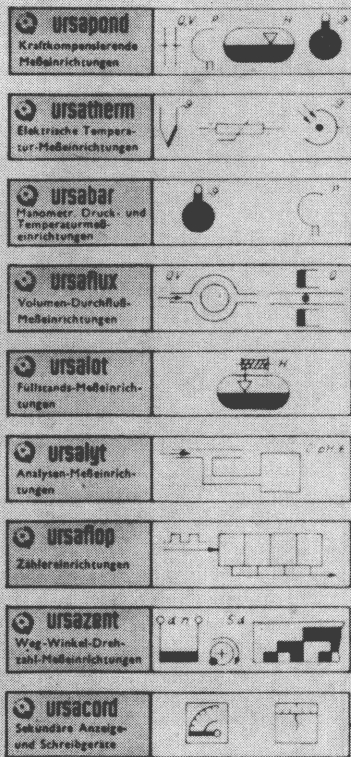 ursapond
Kraftkompensierende
Meßeinrichtungen
Q,V P H ϑ
n
ursatherm
Elektrische Tempera-
tur-Meßeinrichtungen
ϑ ϑ
ursabar
Manometr. Druck- und
Temperaturmeß-
einrichtungen
ϑ P
n
ursaflux
Volumen-Durchfluß-
Meßeinrichtungen
Q,V Q
ursalot
Füllstands-Meßeinrich-
tungen
H
ursalyt
Analysen-Meßeinrich-
tungen
ursaflop
Zählereinrichtungen
ursazent
Weg-Winkel-Dreh-
zahl-Meßeinrichtungen
d n S d
ursacord
Sekundäre Anzeige-
und Schreibgeräte